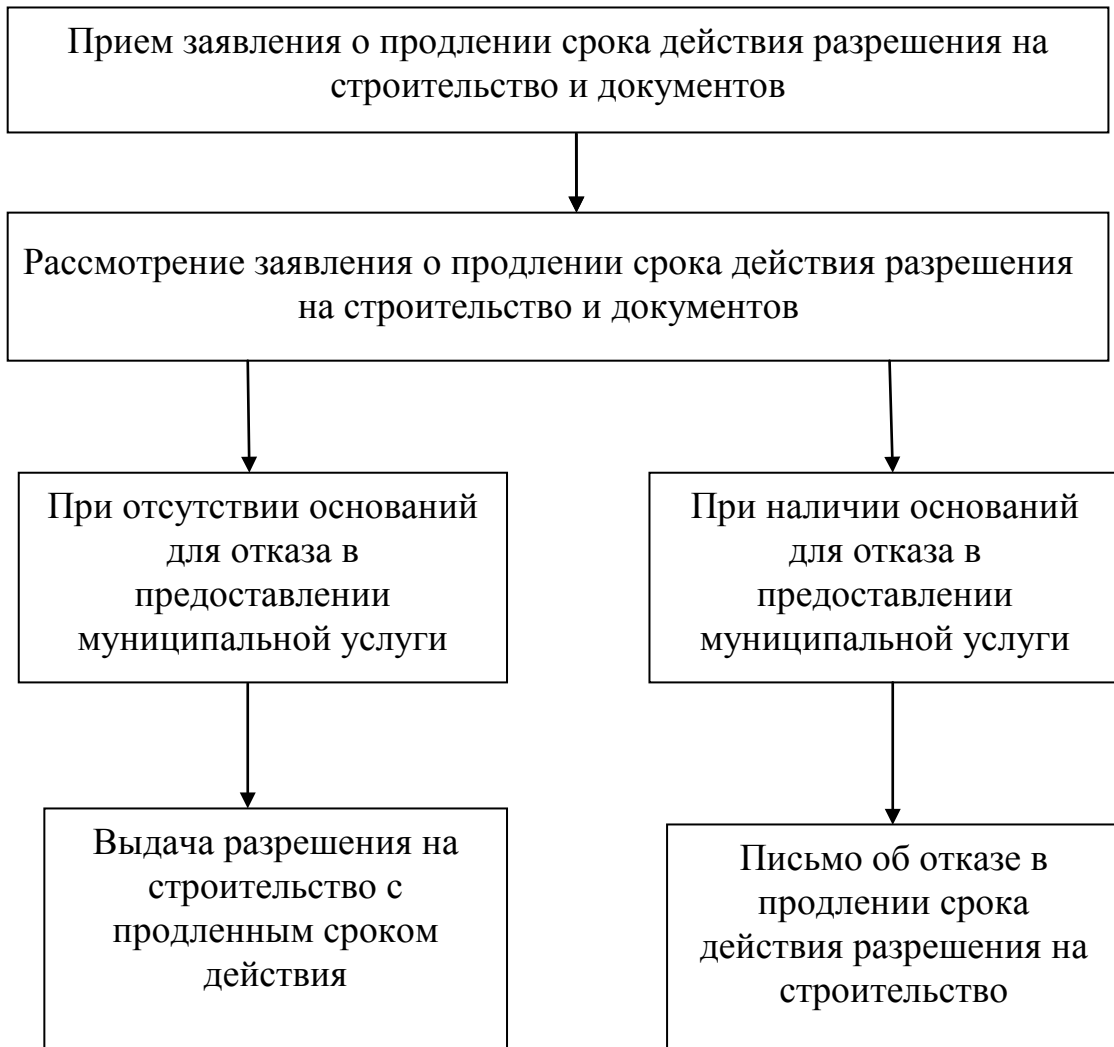 Прием заявления о продлении срока действия разрешения на
строительство и документов
Рассмотрение заявления о продлении срока действия разрешения
на строительство и документов
При отсутствии оснований
для отказа в
предоставлении
муниципальной услуги
При наличии оснований
для отказа в
предоставлении
муниципальной услуги
Выдача разрешения на
строительство с
продленным сроком
действия
Письмо об отказе в
продлении срока
действия разрешения на
строительство